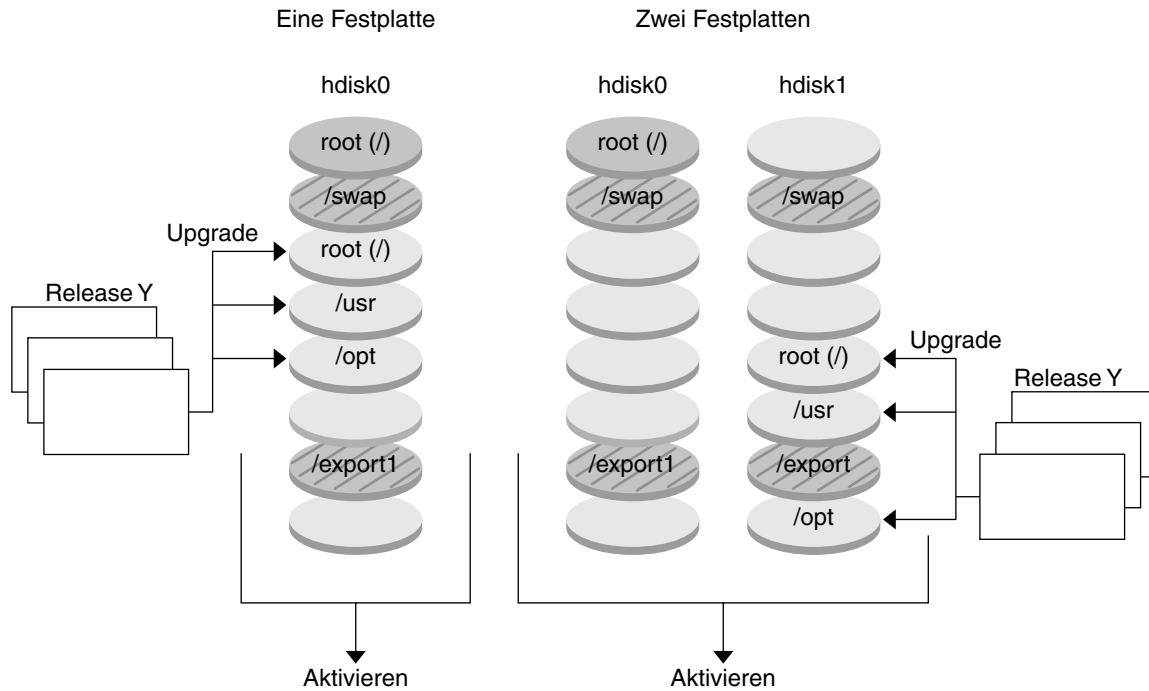 Eine Festplatte
Zwei Festplatten
hdisk0
hdisk0
hdisk1
root (/)
root (/)
/swap
/swap
/swap
Upgrade
root (/)
Release Y
/usr
/opt
root (/)
Upgrade
Release Y
/usr
/export1
/export1
/export
/opt
Aktivieren
Aktivieren